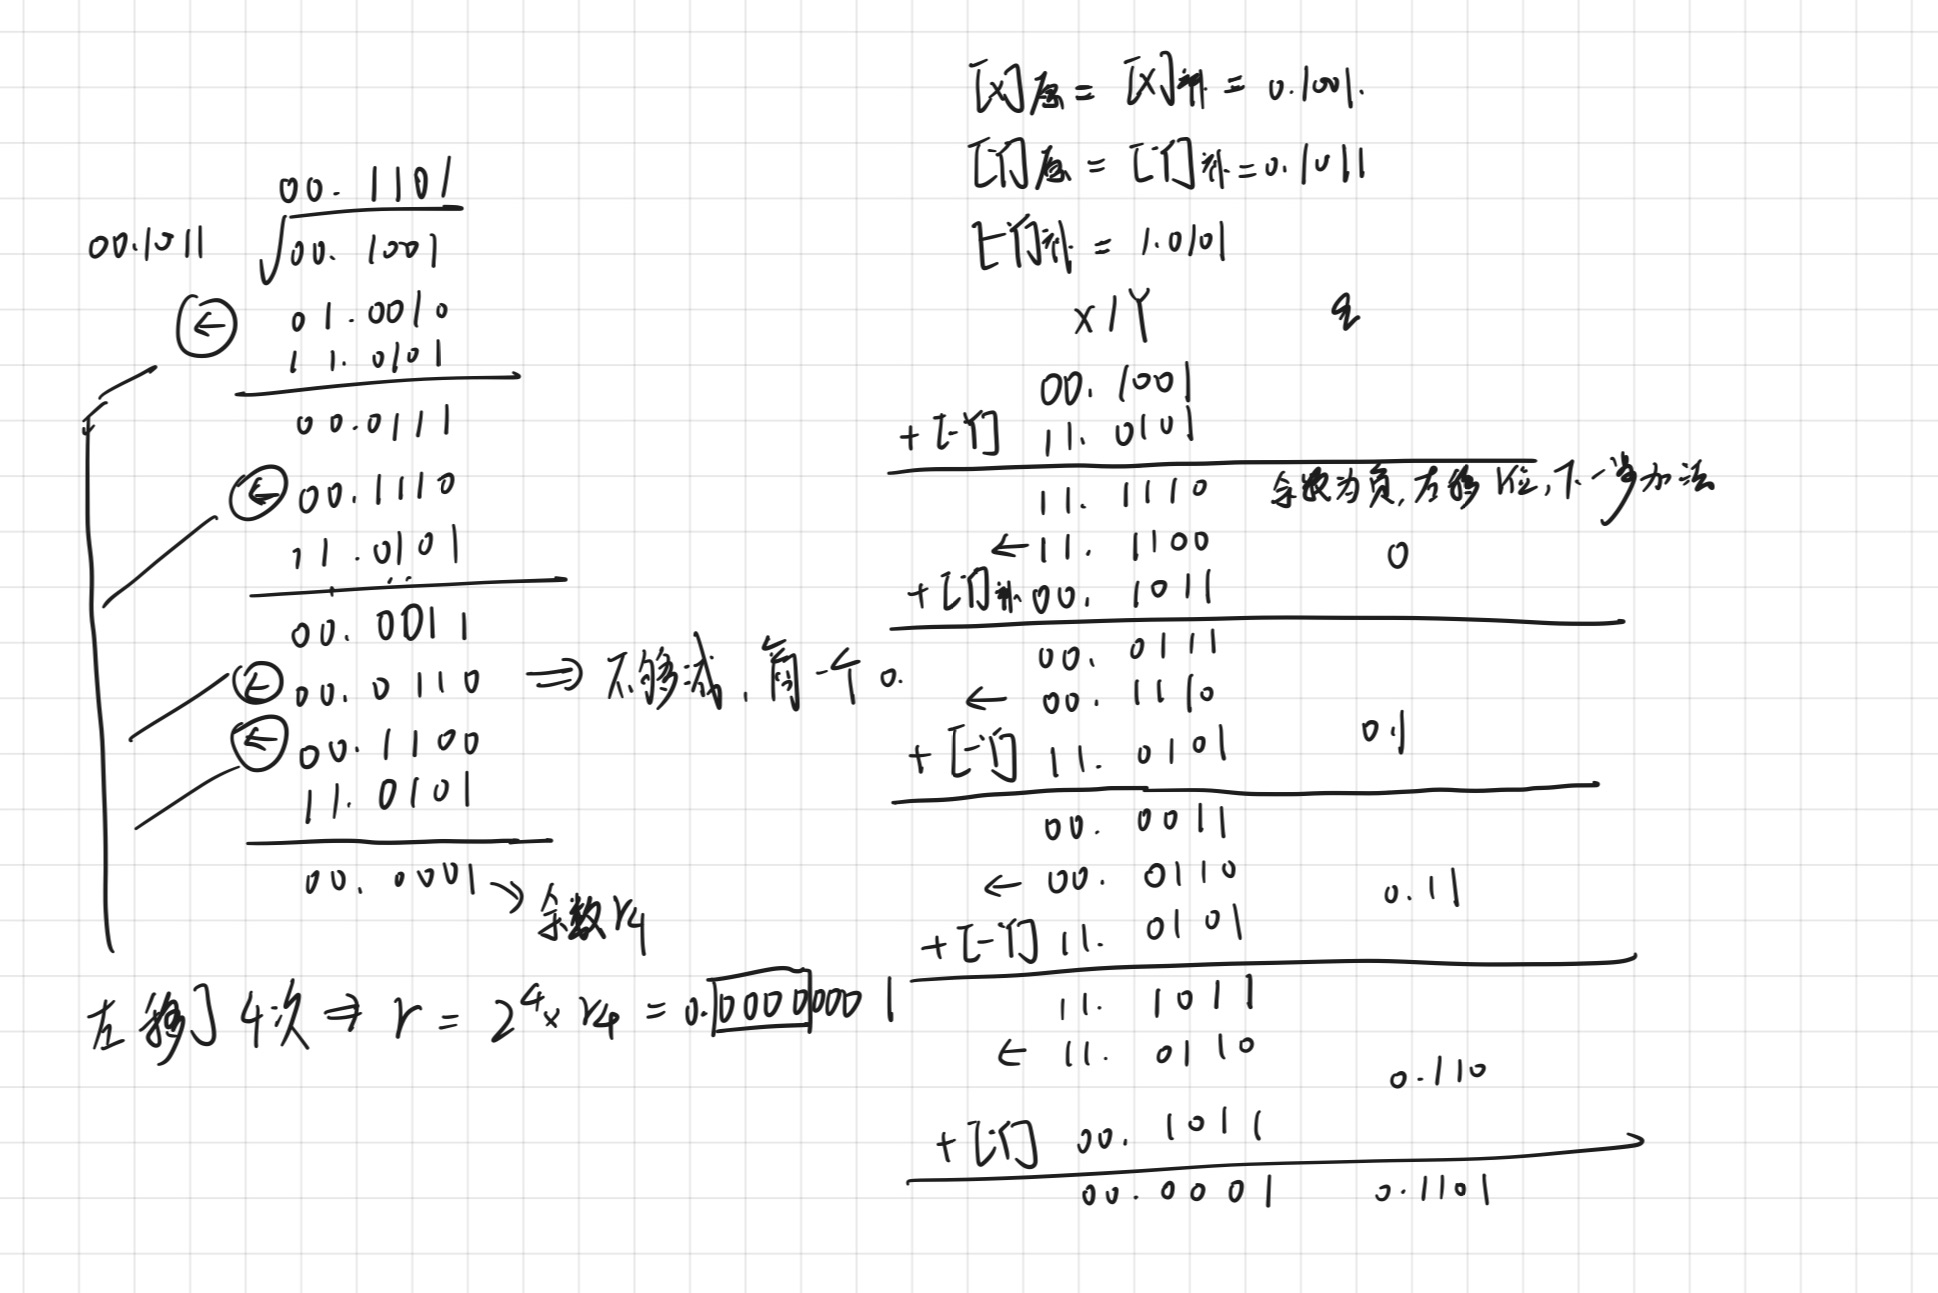 00.1101
00.1011 √00.1001
← 01.0010
11.0101
00.0111
← 00.1110
11.0101
00.0011
← 00.0110 ⇒ 不够减,商一个0.
← 00.1100
11.0101
00.0001 → 余数r4
左移了4次 ⇒ r = 2^4 × r4 = 0.00000001
[X]原 = [X]补 = 0.1001.
[Y]原 = [Y]补 = 0.1011
[-Y]补 = 1.0101
X/Y
00.1001
+[-Y] 11.0101
11.1110 余数为负,左移1位,下一步加法
← 11.1100 0
+[Y]补 00.1011
00.0111
← 00.1110
+[-Y] 11.0101 0.1
00.0011
← 00.0110 0.11
+[-Y] 11.0101
11.1011
← 11.0110 0.110
+[Y] 00.1011
00.0001 0.1101